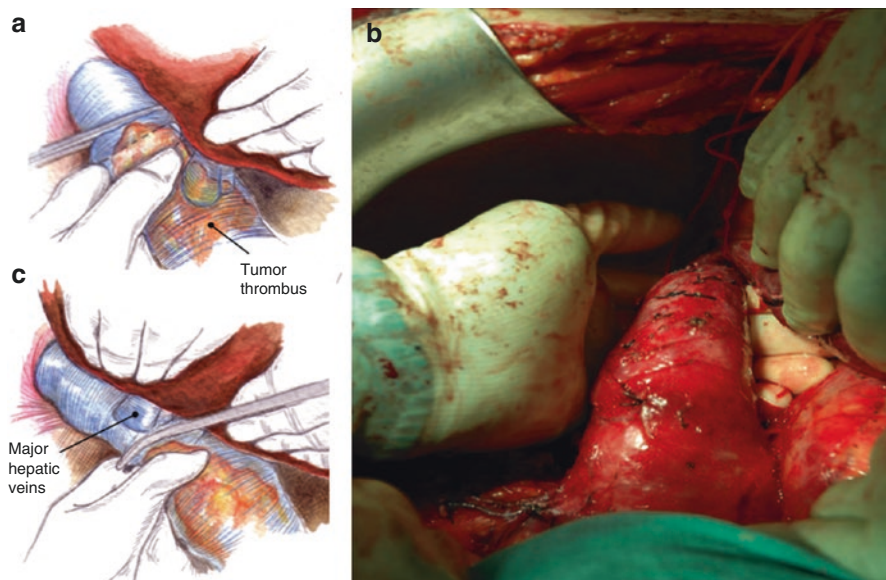 a
b
Tumor
thrombus
c
Major
hepatic
veins